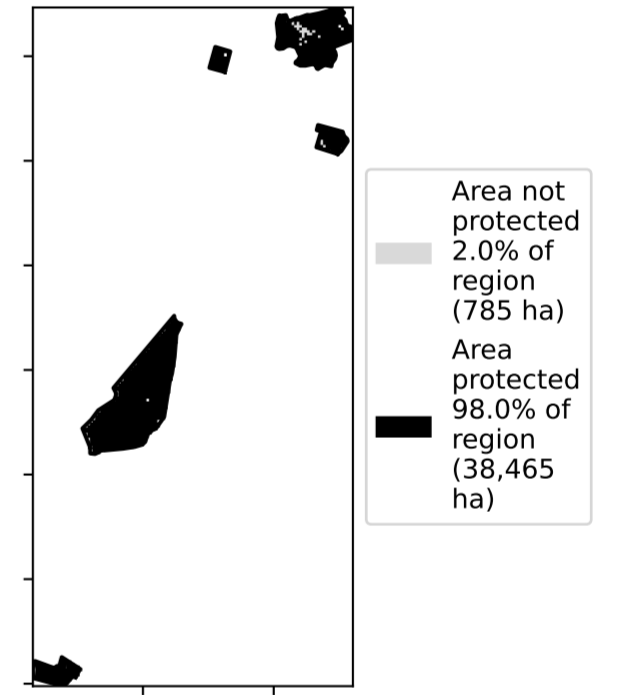 Area not
protected
2.0% of
region
(785 ha)
Area
protected
98.0% of
region
(38,465
ha)